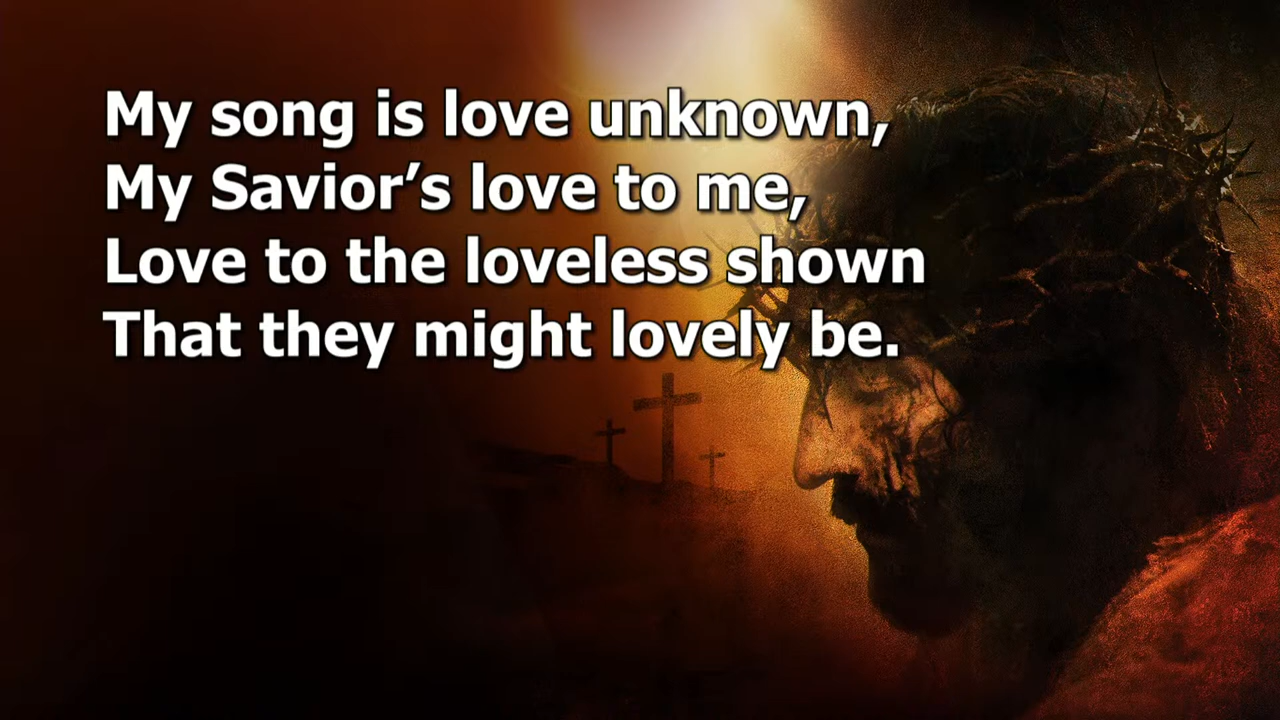 My song is love unknown,
My Savior’s love to me,
Love to the loveless shown
That they might lovely be.